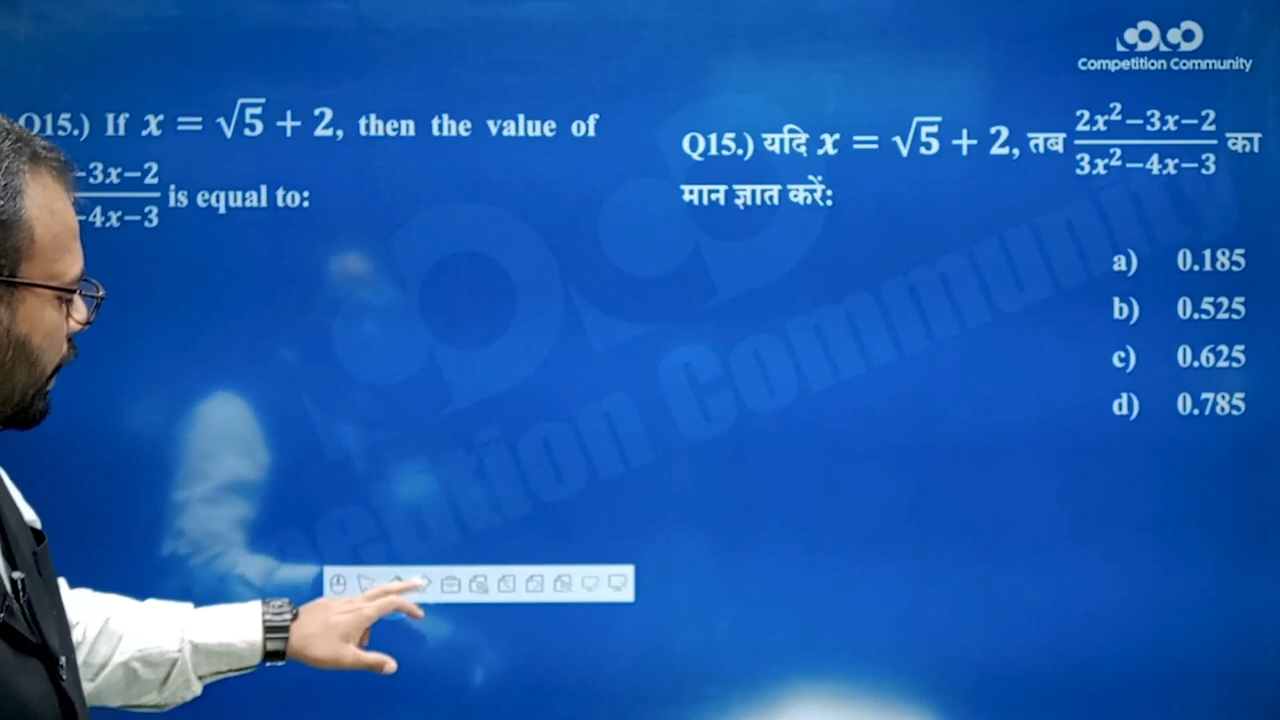 Competition Community
Q15.) If x = √5 + 2, then the value of
-3x-2
-4x-3
is equal to:
Q15.) यदि x = √5 + 2, तब (2x²-3x-2)/(3x²-4x-3) का
मान ज्ञात करें:
a) 0.185
b) 0.525
c) 0.625
d) 0.785
Community